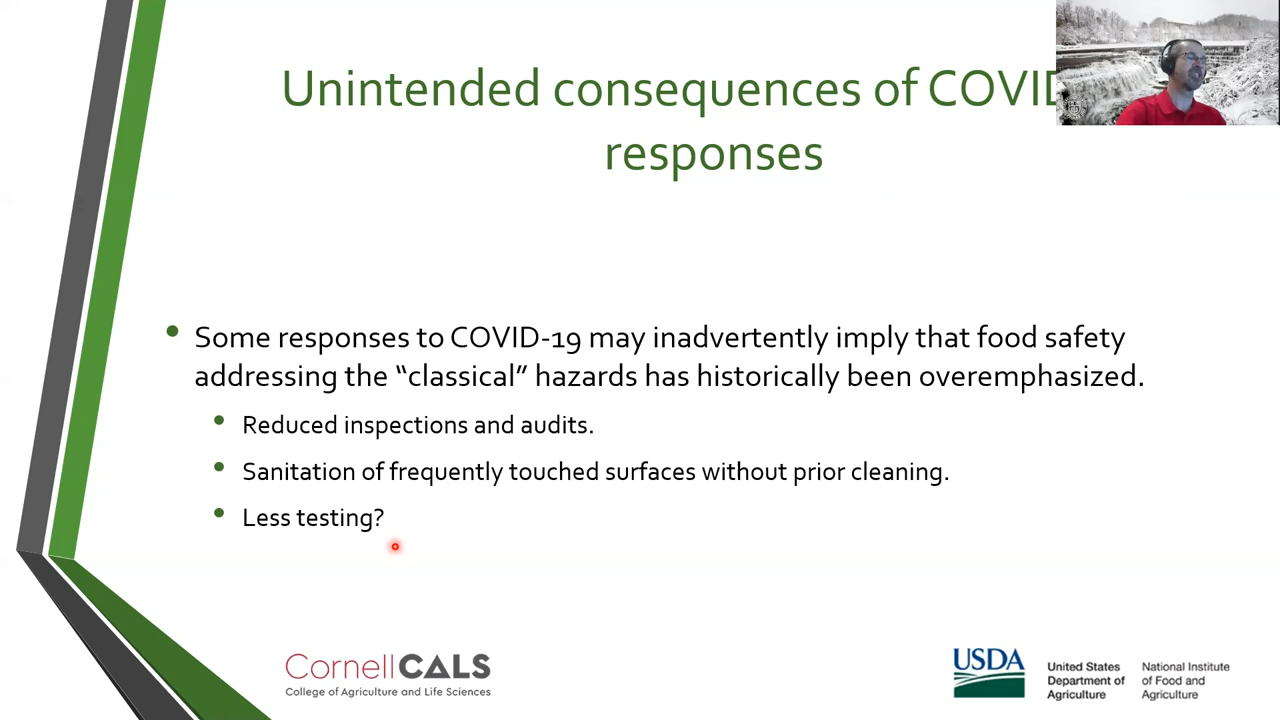 Unintended consequences of COVID
responses
Some responses to COVID-19 may inadvertently imply that food safety
addressing the “classical” hazards has historically been overemphasized.
Reduced inspections and audits.
Sanitation of frequently touched surfaces without prior cleaning.
Less testing?
CornellCALS
College of Agriculture and Life Sciences
USDA
United States
Department of
Agriculture
National Institute
of Food and
Agriculture